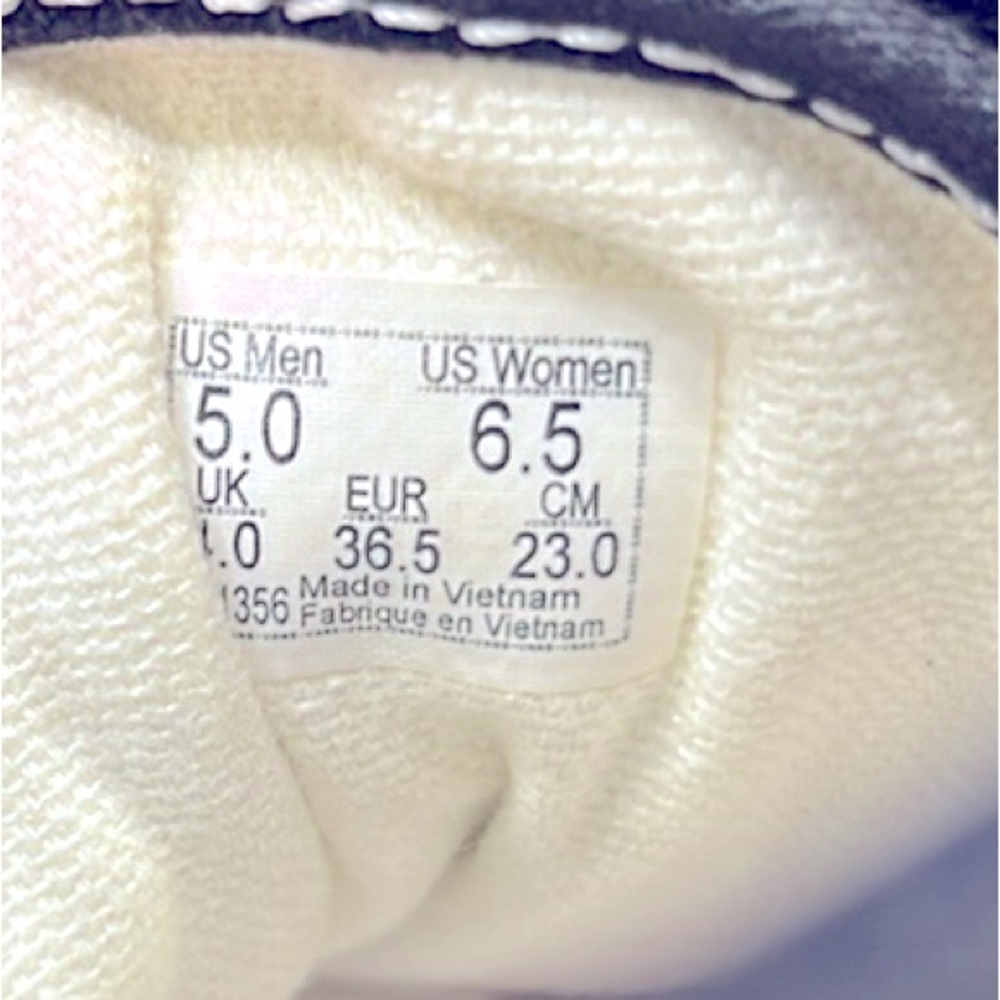 US Men US Women
5.0 6.5
UK EUR CM
.0 36.5 23.0
1356 Made in Vietnam
Fabrique en Vietnam